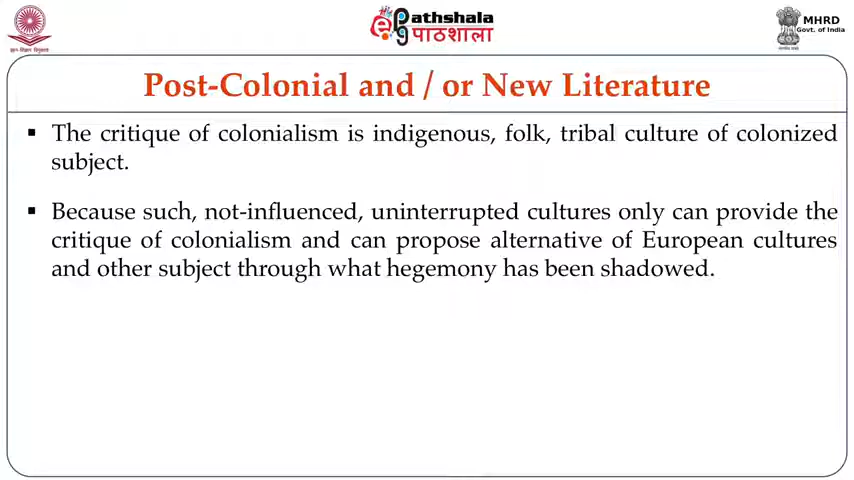 ePathshala
पाठशाला
MHRD
Govt. of India
Post-Colonial and / or New Literature
▪ The critique of colonialism is indigenous, folk, tribal culture of colonized
subject.
▪ Because such, not-influenced, uninterrupted cultures only can provide the
critique of colonialism and can propose alternative of European cultures
and other subject through what hegemony has been shadowed.